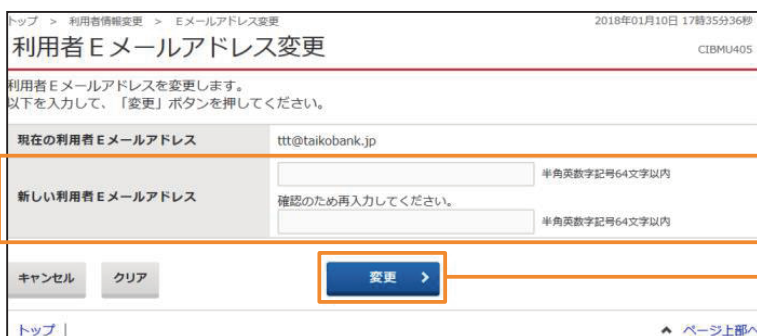 トップ > 利用者情報変更 > Eメールアドレス変更
2018年01月10日 17時35分36秒
利用者Eメールアドレス変更
CIBMU405
利用者Eメールアドレスを変更します。
以下を入力して、「変更」ボタンを押してください。
現在の利用者Eメールアドレス ttt@taikobank.jp
半角英数字記号64文字以内
新しい利用者Eメールアドレス
確認のため再入力してください。
半角英数字記号64文字以内
キャンセル クリア 変更 >
トップ | ページ上部へ